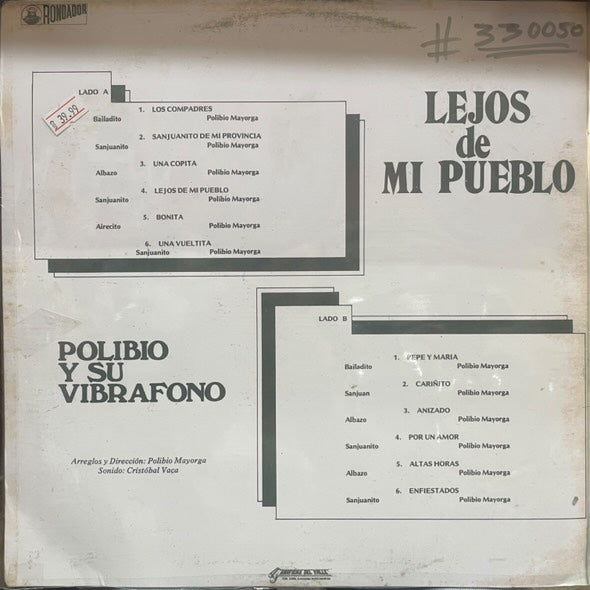 RONDADOR
# 330050
LEJOS
de
MI PUEBLO
LADO A
39.99
1. LOS COMPADRES
Bailadito Polibio Mayorga
2. SANJUANITO DE MI PROVINCIA
Sanjuanito Polibio Mayorga
3. UNA COPITA
Albazo Polibio Mayorga
4. LEJOS DE MI PUEBLO
Sanjuanito Polibio Mayorga
5. BONITA
Airecito Polibio Mayorga
6. UNA VUELTITA
Sanjuanito Polibio Mayorga
POLIBIO
Y SU
VIBRAFONO
Arreglos y Dirección: Polibio Mayorga
Sonido: Cristóbal Vaca
LADO B
1. PEPE Y MARIA
Bailadito Polibio Mayorga
2. CARIÑITO
Sanjuan Polibio Mayorga
3. ANIZADO
Albazo Polibio Mayorga
4. POR UN AMOR
Sanjuanito Polibio Mayorga
5. ALTAS HORAS
Albazo Polibio Mayorga
6. ENFIESTADOS
Sanjuanito Polibio Mayorga
DEL VALLE